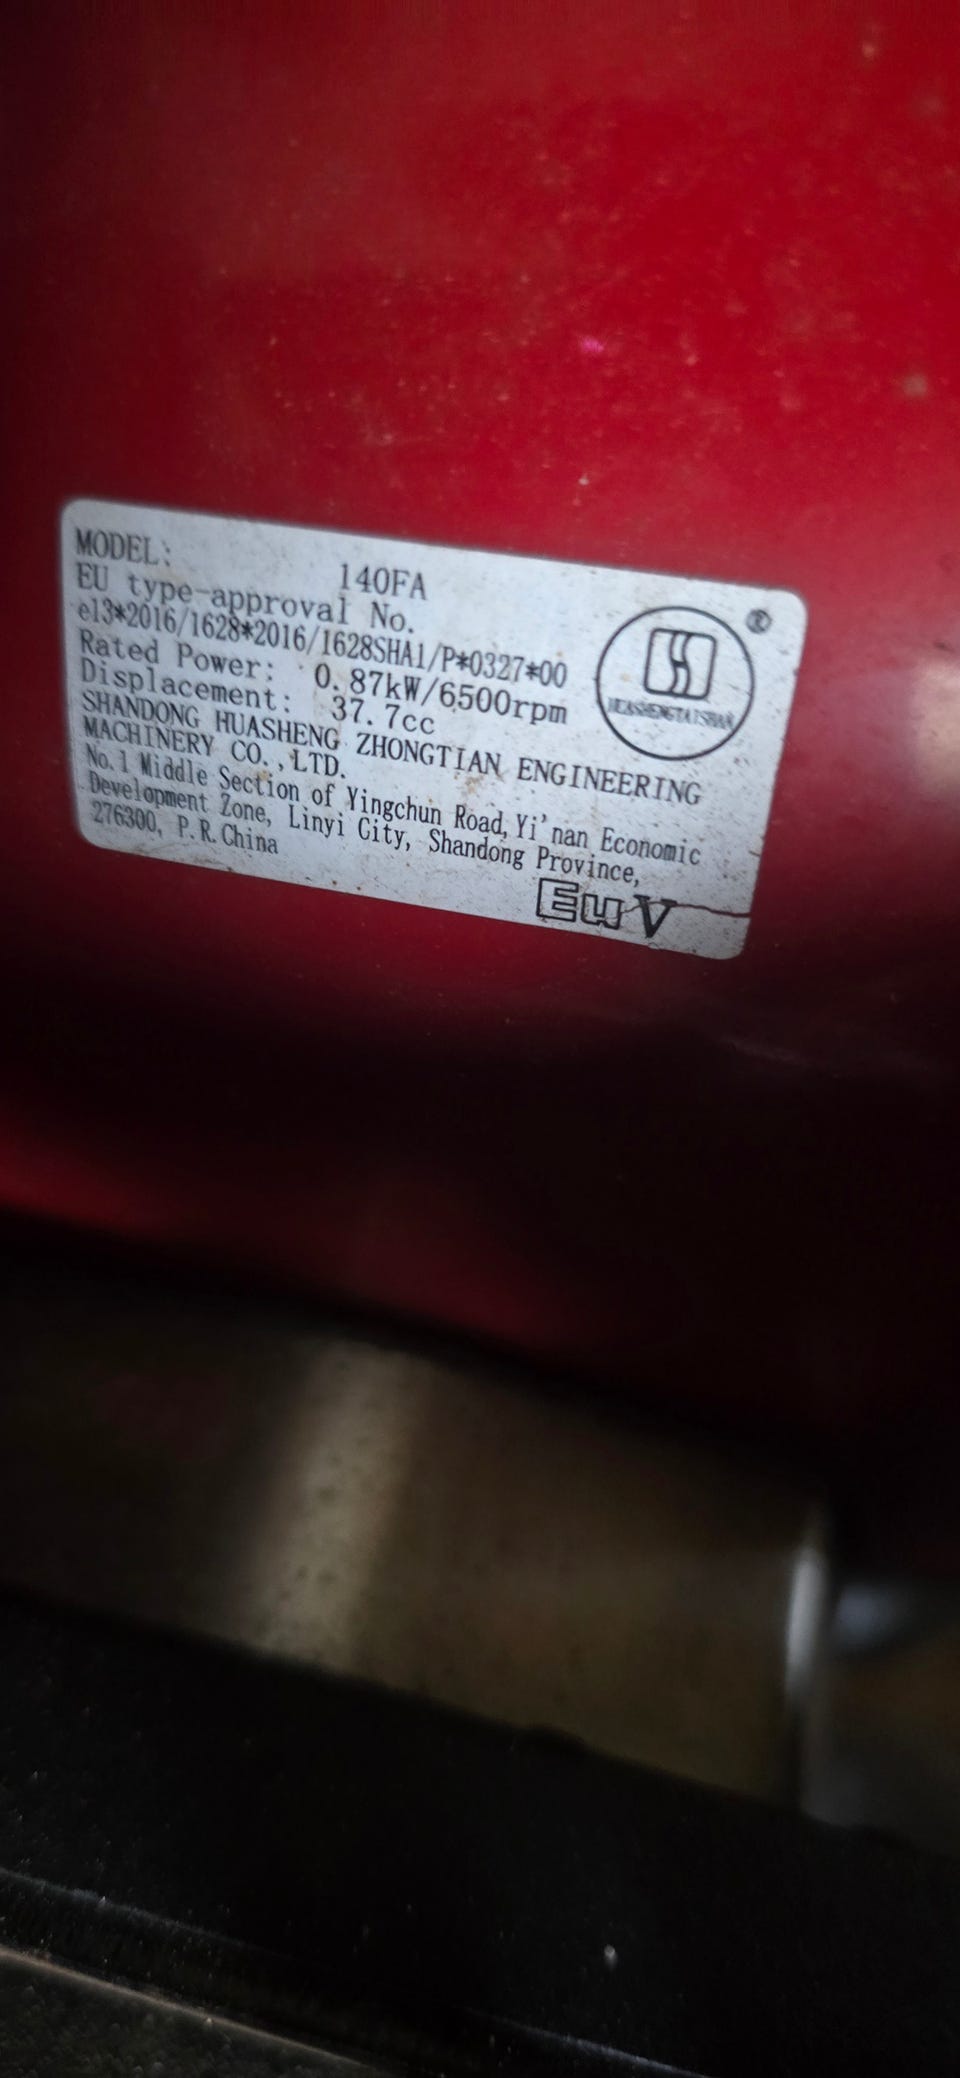 MODEL: 140FA
EU type-approval No.
e13*2016/1628*2016/1628SHA1/P*0327*00
Rated Power: 0.87kW/6500rpm
Displacement: 37.7cc
SHANDONG HUASHENG ZHONGTIAN ENGINEERING
MACHINERY CO.,LTD.
No.1 Middle Section of Yingchun Road, Yi'nan Economic
Development Zone, Linyi City, Shandong Province,
276300, P.R.China
®
HUASHENGTAISHAN
Eu V